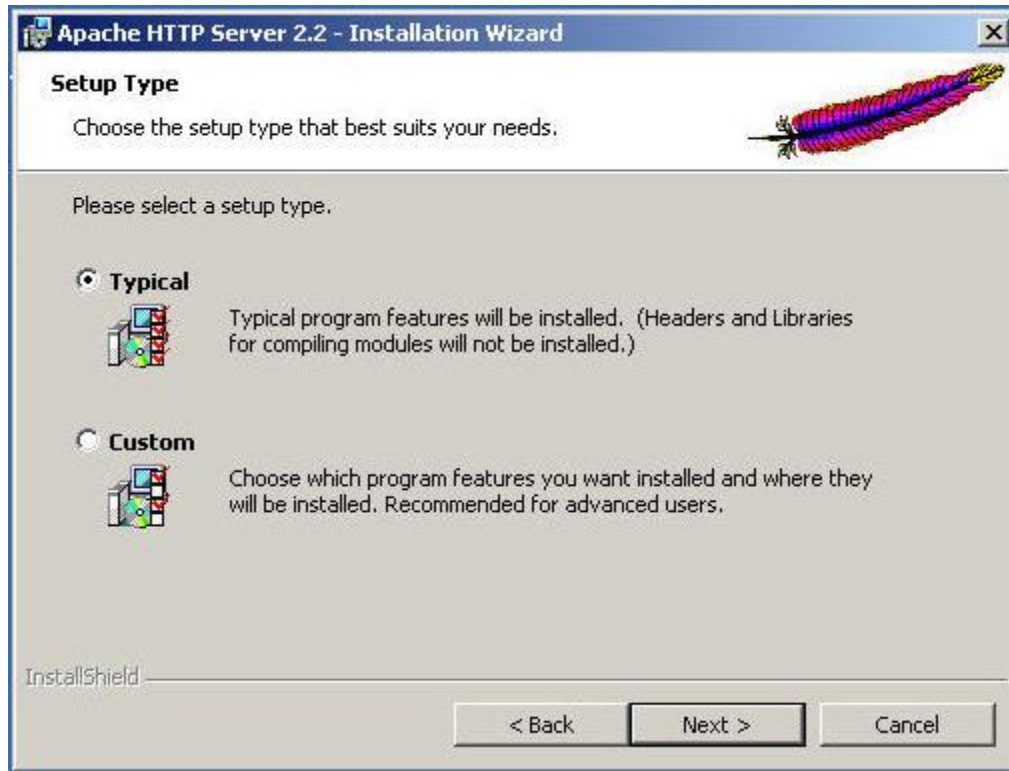 Apache HTTP Server 2.2 - Installation Wizard
Setup Type
Choose the setup type that best suits your needs.
Please select a setup type.
Typical
Typical program features will be installed.  (Headers and Libraries
for compiling modules will not be installed.)
Custom
Choose which program features you want installed and where they
will be installed. Recommended for advanced users.
InstallShield
< Back
Next >
Cancel